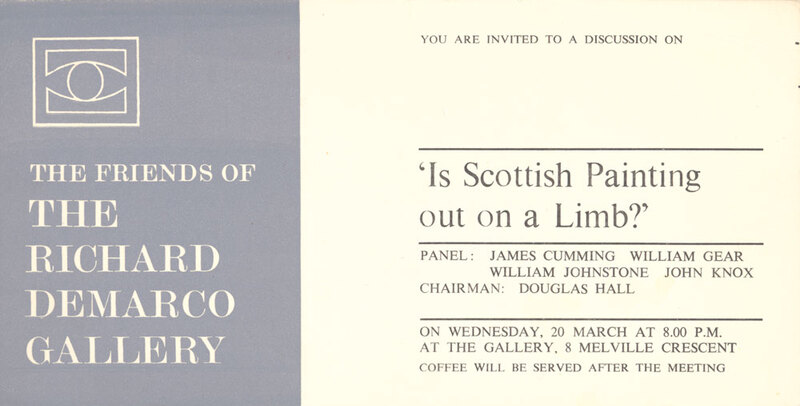 THE FRIENDS OF
THE
RICHARD
DEMARCO
GALLERY
YOU ARE INVITED TO A DISCUSSION ON
‘Is Scottish Painting
out on a Limb?’
PANEL: JAMES CUMMING WILLIAM GEAR
WILLIAM JOHNSTONE JOHN KNOX
CHAIRMAN: DOUGLAS HALL
ON WEDNESDAY, 20 MARCH AT 8.00 P.M.
AT THE GALLERY, 8 MELVILLE CRESCENT
COFFEE WILL BE SERVED AFTER THE MEETING